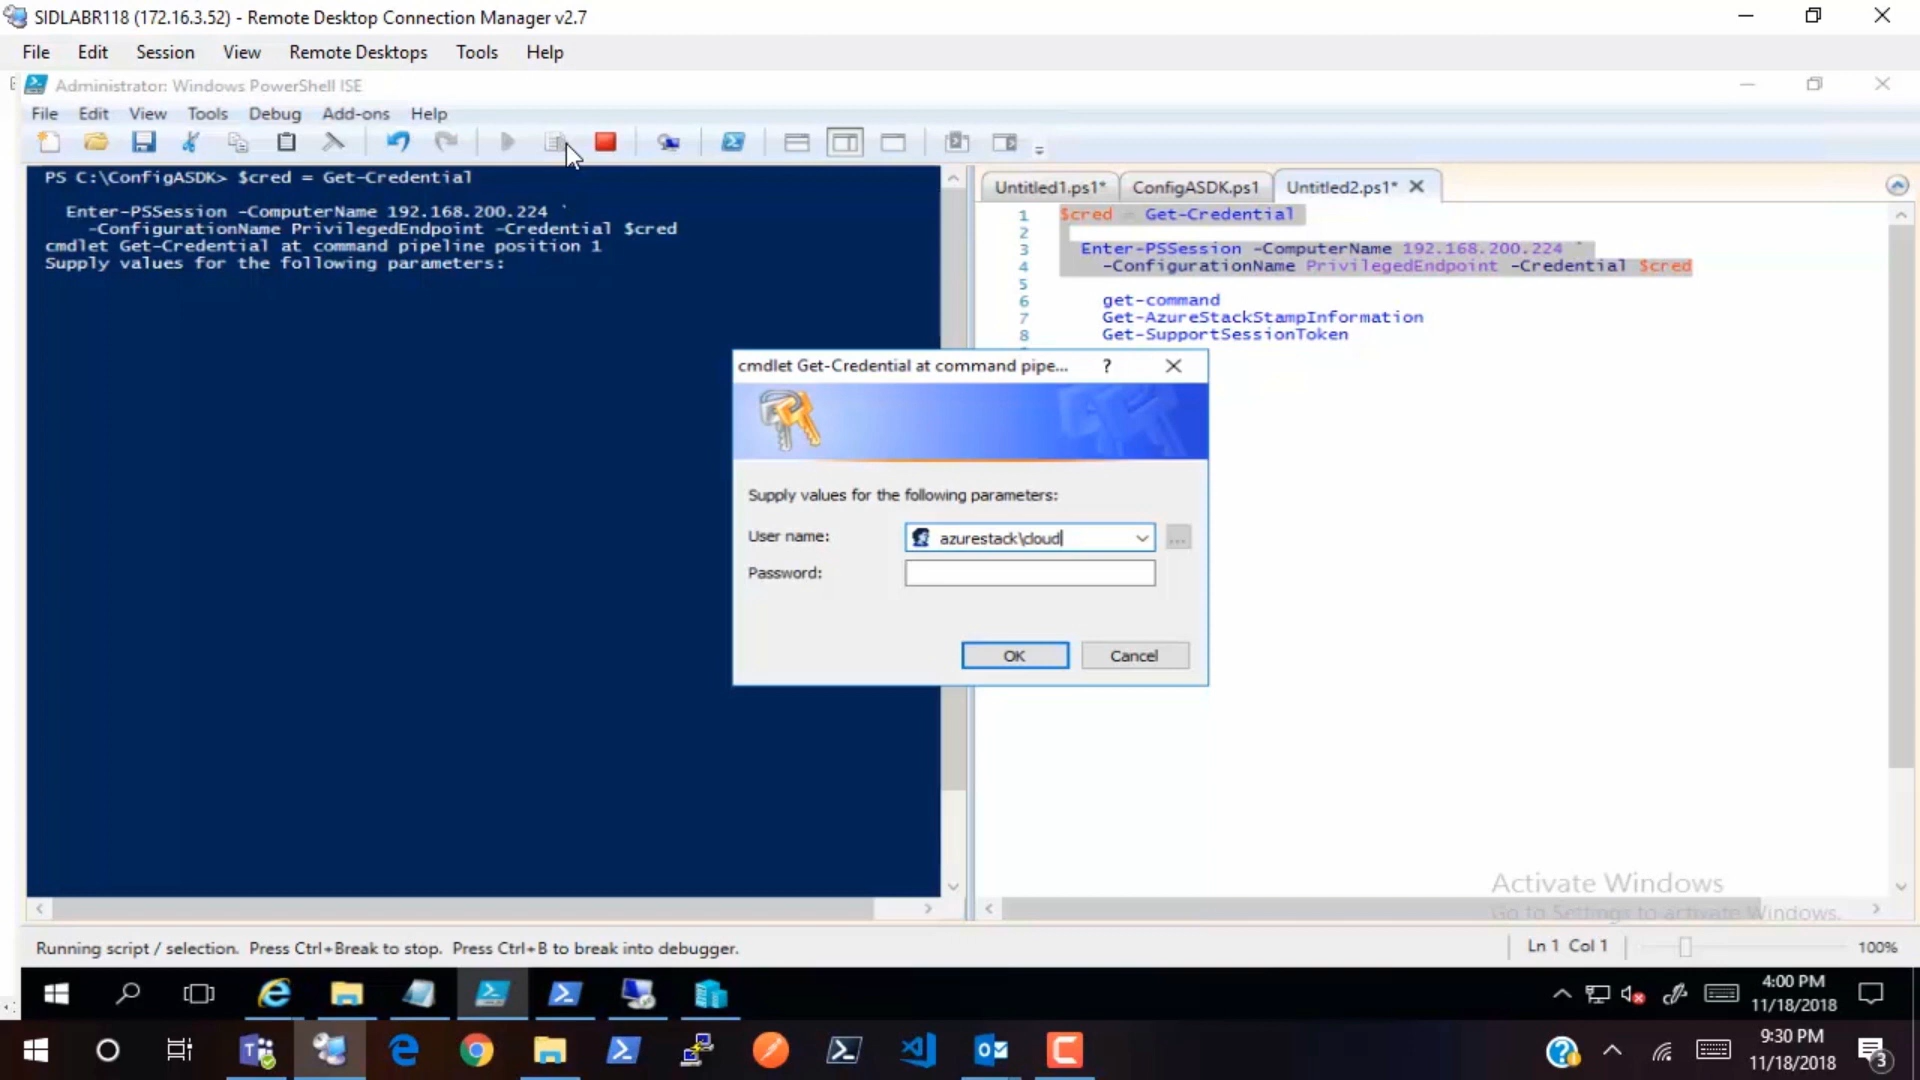 SIDLABR118 (172.16.3.52) - Remote Desktop Connection Manager v2.7
File Edit Session View Remote Desktops Tools Help
Administrator: Windows PowerShell ISE
File Edit View Tools Debug Add-ons Help
PS C:\ConfigASDK> $cred = Get-Credential
Enter-PSSession -ComputerName 192.168.200.224 `
-ConfigurationName PrivilegedEndpoint -Credential $cred
cmdlet Get-Credential at command pipeline position 1
Supply values for the following parameters:
Untitled1.ps1* ConfigASDK.ps1 Untitled2.ps1*
1 $cred = Get-Credential
2
3 Enter-PSSession -ComputerName 192.168.200.224 `
4 -ConfigurationName PrivilegedEndpoint -Credential $cred
5
6 get-command
7 Get-AzureStackStampInformation
8 Get-SupportSessionToken
cmdlet Get-Credential at command pipe... ?
Supply values for the following parameters:
User name: azurestack\cloud ...
Password:
OK Cancel
Activate Windows
Go to Settings to activate Windows.
Running script / selection. Press Ctrl+Break to stop. Press Ctrl+B to break into debugger.
Ln 1 Col 1 100%
4:00 PM
11/18/2018
9:30 PM
11/18/2018
3